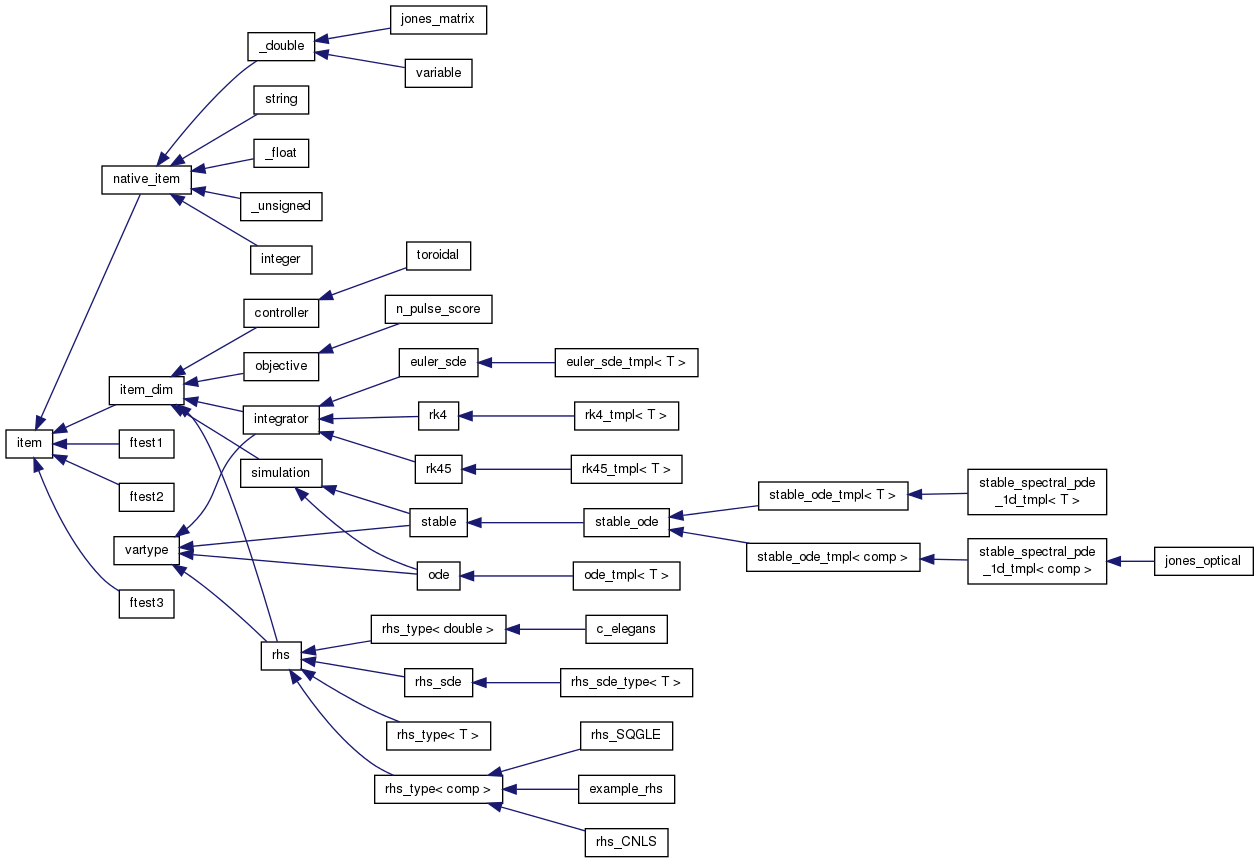 jones_matrix
_double
variable
string
_float
native_item
_unsigned
integer
toroidal
controller
n_pulse_score
objective
euler_sde
euler_sde_tmpl< T >
item_dim
integrator
rk4
rk4_tmpl< T >
item
ftest1
simulation
rk45
rk45_tmpl< T >
ftest2
stable
stable_ode
stable_ode_tmpl< T >
stable_spectral_pde
_1d_tmpl< T >
vartype
stable_ode_tmpl< comp >
stable_spectral_pde
_1d_tmpl< comp >
jones_optical
ode
ode_tmpl< T >
ftest3
rhs
rhs_type< double >
c_elegans
rhs_sde
rhs_sde_type< T >
rhs_type< T >
rhs_SQGLE
rhs_type< comp >
example_rhs
rhs_CNLS